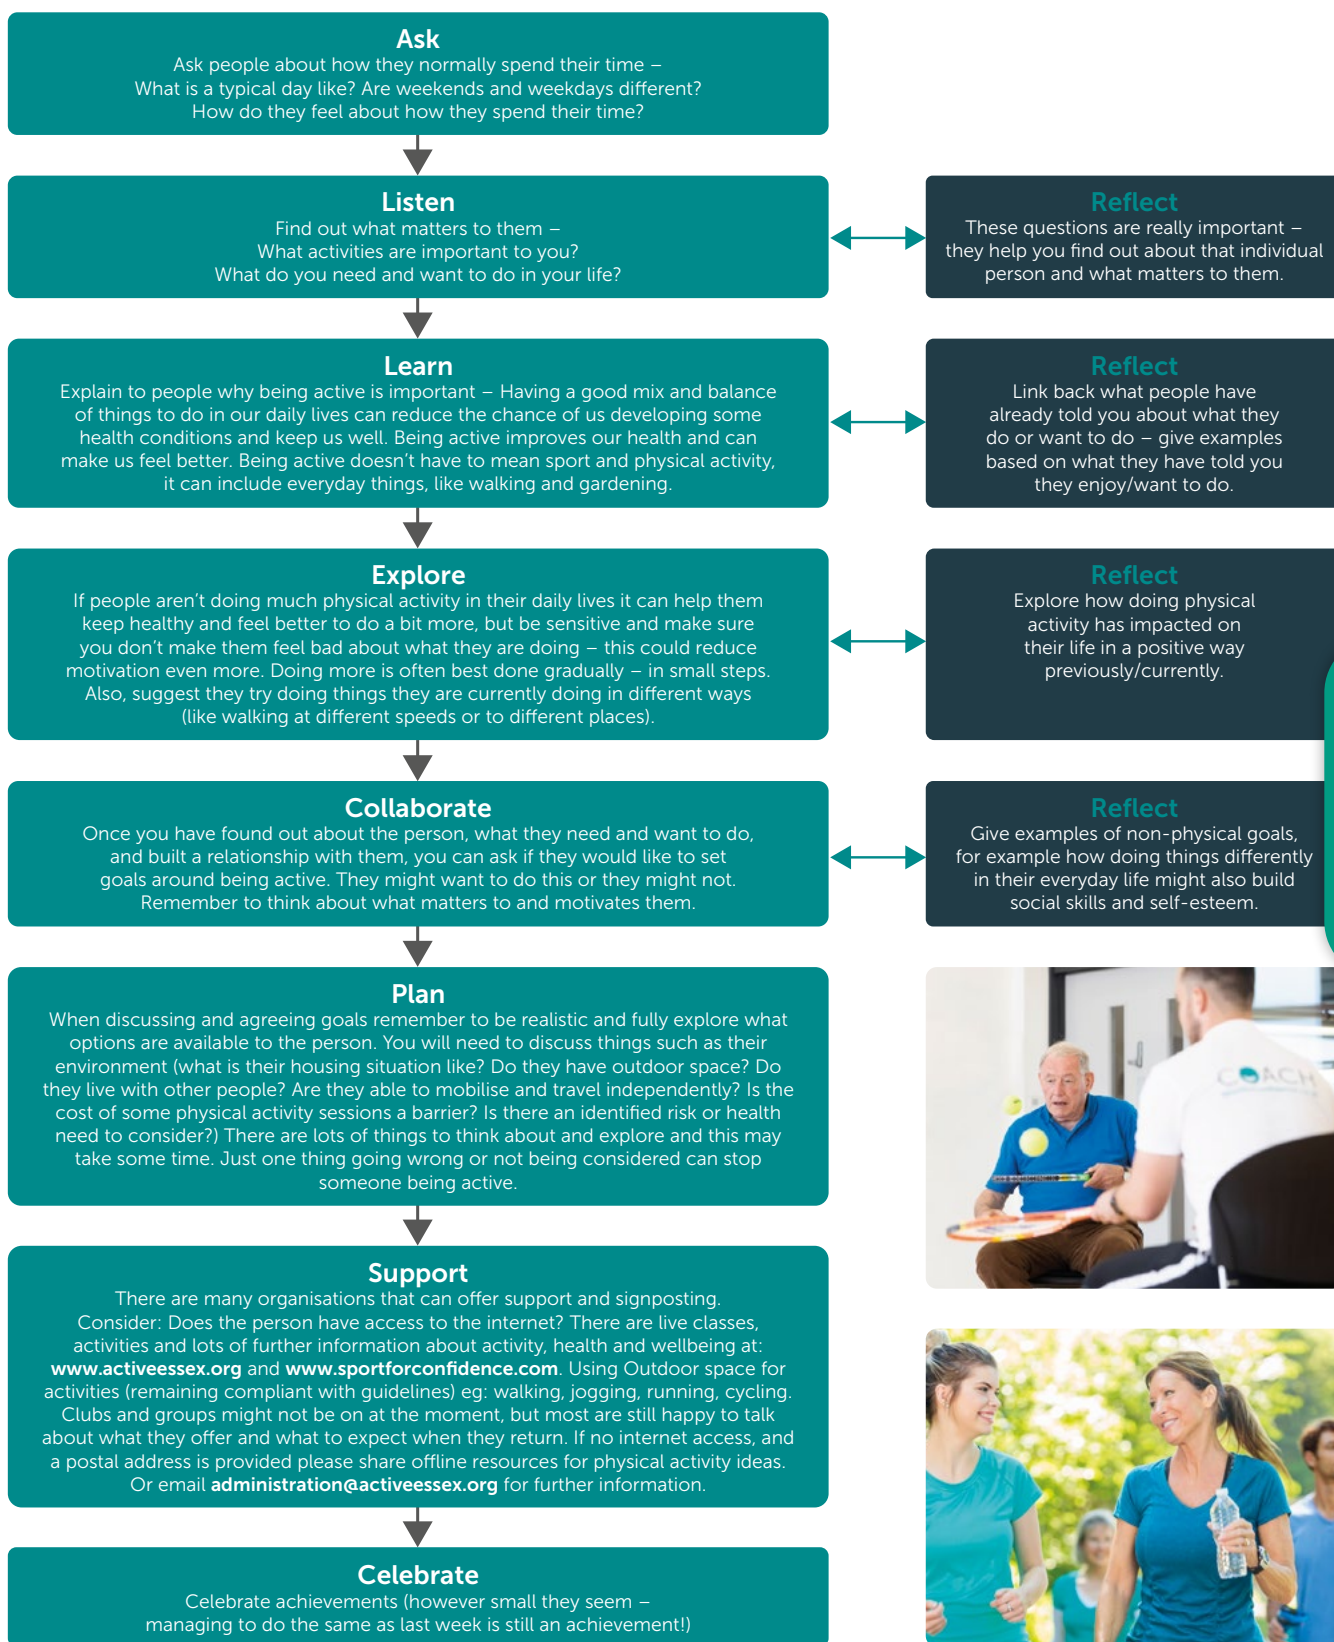 Ask
Ask people about how they normally spend their time –
What is a typical day like? Are weekends and weekdays different?
How do they feel about how they spend their time?
Listen
Find out what matters to them –
What activities are important to you?
What do you need and want to do in your life?
Reflect
These questions are really important –
they help you find out about that individual
person and what matters to them.
Learn
Explain to people why being active is important – Having a good mix and balance
of things to do in our daily lives can reduce the chance of us developing some
health conditions and keep us well. Being active improves our health and can
make us feel better. Being active doesn't have to mean sport and physical activity,
it can include everyday things, like walking and gardening.
Reflect
Link back what people have
already told you about what they
do or want to do – give examples
based on what they have told you
they enjoy/want to do.
Explore
If people aren't doing much physical activity in their daily lives it can help them
keep healthy and feel better to do a bit more, but be sensitive and make sure
you don't make them feel bad about what they are doing – this could reduce
motivation even more. Doing more is often best done gradually – in small steps.
Also, suggest they try doing things they are currently doing in different ways
(like walking at different speeds or to different places).
Reflect
Explore how doing physical
activity has impacted on
their life in a positive way
previously/currently.
Collaborate
Once you have found out about the person, what they need and want to do,
and built a relationship with them, you can ask if they would like to set
goals around being active. They might want to do this or they might not.
Remember to think about what matters to and motivates them.
Reflect
Give examples of non-physical goals,
for example how doing things differently
in their everyday life might also build
social skills and self-esteem.
Plan
When discussing and agreeing goals remember to be realistic and fully explore what
options are available to the person. You will need to discuss things such as their
environment (what is their housing situation like? Do they have outdoor space? Do
they live with other people? Are they able to mobilise and travel independently? Is the
cost of some physical activity sessions a barrier? Is there an identified risk or health
need to consider?) There are lots of things to think about and explore and this may
take some time. Just one thing going wrong or not being considered can stop
someone being active.
COACH
Support
There are many organisations that can offer support and signposting.
Consider: Does the person have access to the internet? There are live classes,
activities and lots of further information about activity, health and wellbeing at:
www.activeessex.org and www.sportforconfidence.com. Using Outdoor space for
activities (remaining compliant with guidelines) eg: walking, jogging, running, cycling.
Clubs and groups might not be on at the moment, but most are still happy to talk
about what they offer and what to expect when they return. If no internet access, and
a postal address is provided please share offline resources for physical activity ideas.
Or email administration@activeessex.org for further information.
Celebrate
Celebrate achievements (however small they seem –
managing to do the same as last week is still an achievement!)